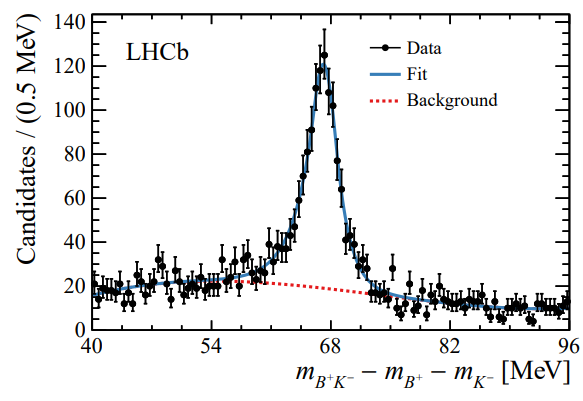 LHCb
Data
Fit
Background
Candidates / (0.5 MeV)
140
120
100
80
60
40
20
0
40 54 68 82 96
m_{B⁺K⁻} − m_{B⁺} − m_{K⁻} [MeV]